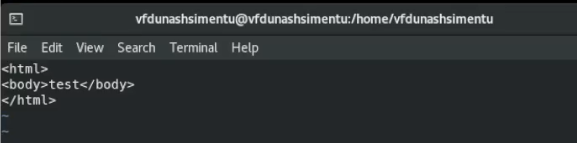 vfdunashsimentu@vfdunashsimentu:/home/vfdunashsimentu
File Edit View Search Terminal Help
<html>
<body>test</body>
</html>
~
~